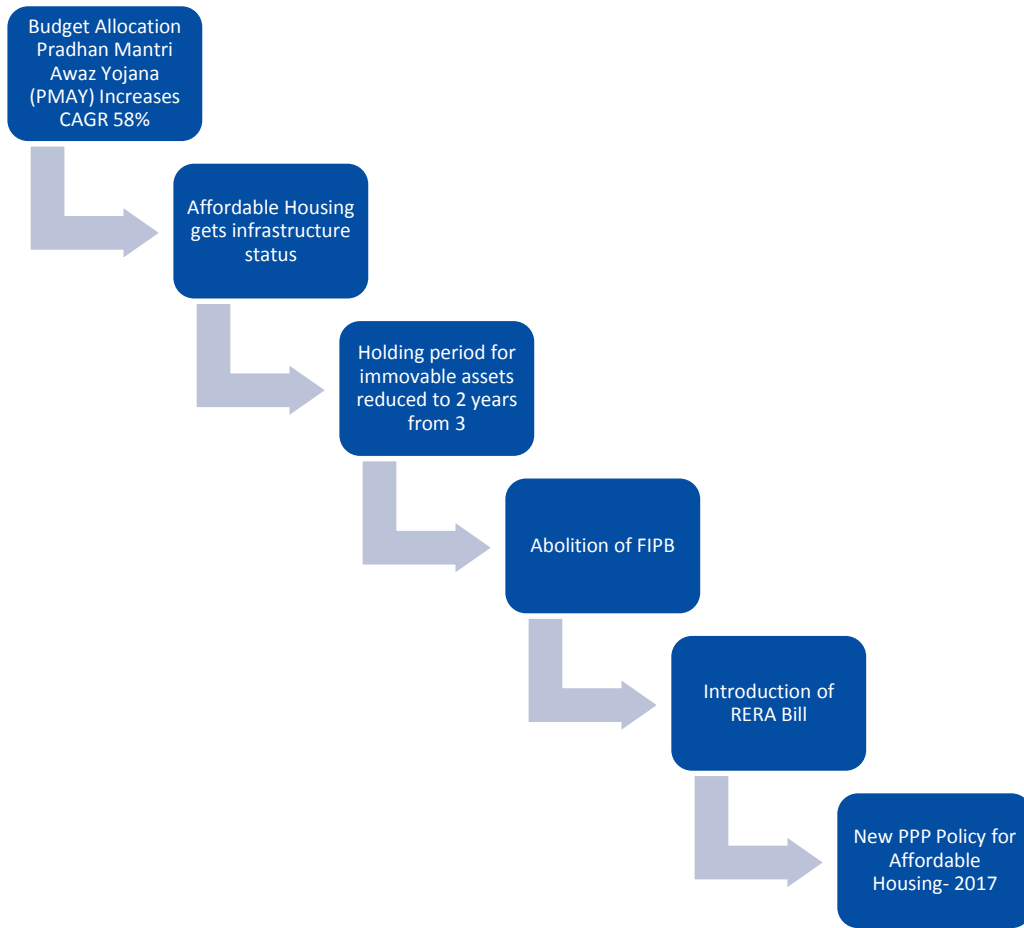 Budget Allocation
Pradhan Mantri
Awaz Yojana
(PMAY) Increases
CAGR 58%
Affordable Housing
gets infrastructure
status
Holding period for
immovable assets
reduced to 2 years
from 3
Abolition of FIPB
Introduction of
RERA Bill
New PPP Policy for
Affordable
Housing- 2017